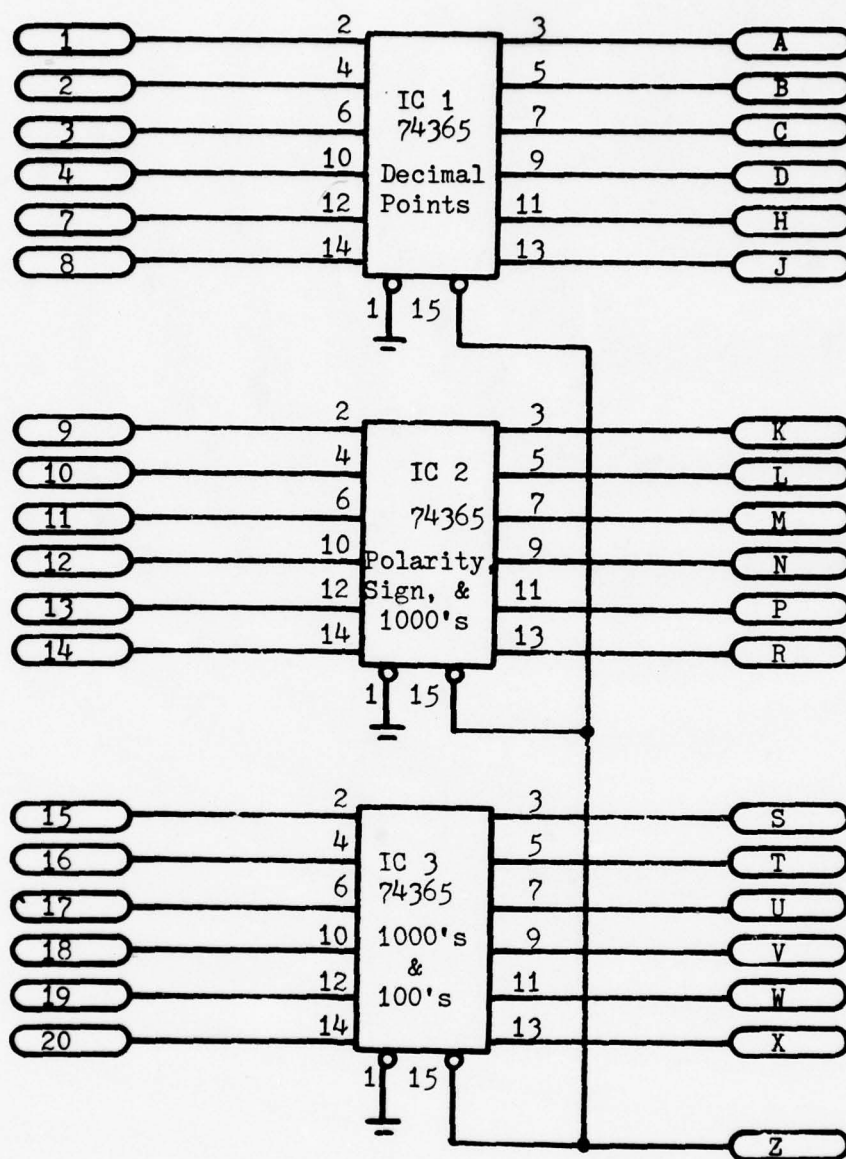 1 2 3 A
2 4 5 B
IC 1
3 6 74365 7 C
4 10 Decimal 9 D
Points
7 12 11 H
8 14 13 J
1 15
9 2 3 K
10 4 IC 2 5 L
11 6 74365 7 M
12 10 Polarity, 9 N
13 12 Sign, & 11 P
1000's
14 14 13 R
1 15
15 2 3 S
16 4 IC 3 5 T
17 6 74365 7 U
18 10 1000's 9 V
&
19 12 100's 11 W
20 14 13 X
1 15
Z